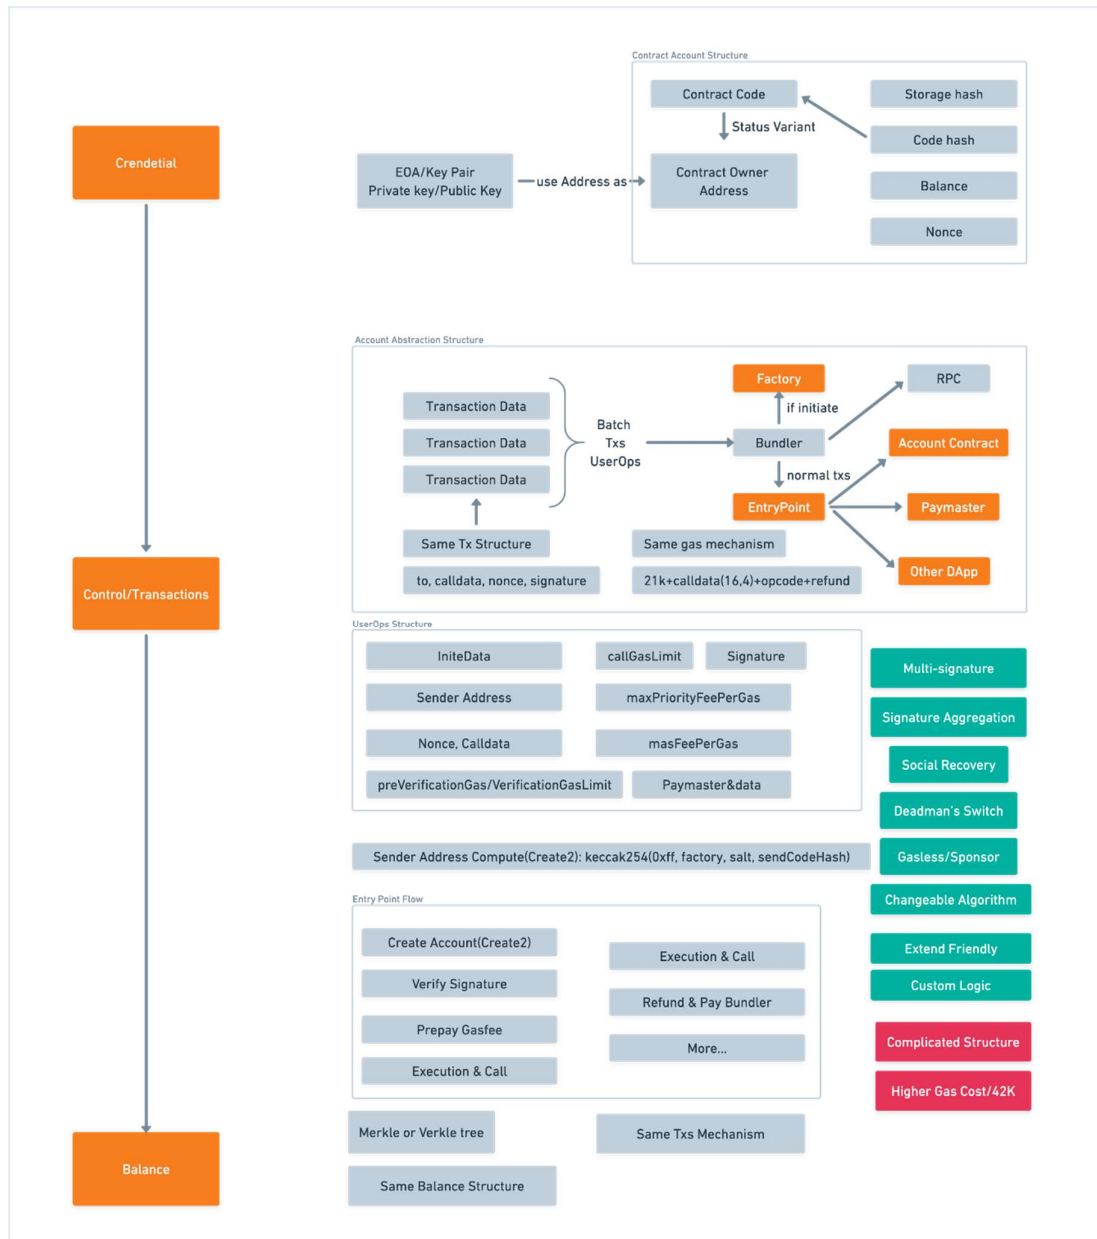 Contract Account Structure
Contract Code
Storage hash
Status Variant
Code hash
Crendetial
EOA/Key Pair
Private key/Public Key
use Address as
Contract Owner
Address
Balance
Nonce
Account Abstraction Structure
Factory
RPC
Transaction Data
if initiate
Batch
Txs
UserOps
Transaction Data
Bundler
Account Contract
Transaction Data
normal txs
EntryPoint
Paymaster
Same Tx Structure
Same gas mechanism
Other DApp
to, calldata, nonce, signature
21k+calldata(16,4)+opcode+refund
Control/Transactions
UserOps Structure
IniteData
callGasLimit
Signature
Multi-signature
Sender Address
maxPriorityFeePerGas
Signature Aggregation
Nonce, Calldata
masFeePerGas
Social Recovery
preVerificationGas/VerificationGasLimit
Paymaster&data
Deadman's Switch
Sender Address Compute(Create2): keccak254(0xff, factory, salt, sendCodeHash)
Gasless/Sponsor
Entry Point Flow
Changeable Algorithm
Create Account(Create2)
Execution & Call
Extend Friendly
Verify Signature
Custom Logic
Refund & Pay Bundler
Prepay Gasfee
More...
Complicated Structure
Execution & Call
Higher Gas Cost/42K
Merkle or Verkle tree
Same Txs Mechanism
Balance
Same Balance Structure